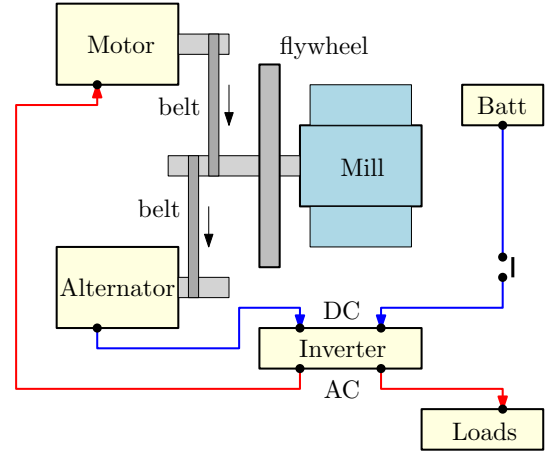 Motor
flywheel
belt
Batt
Mill
belt
Alternator
DC
Inverter
AC
Loads